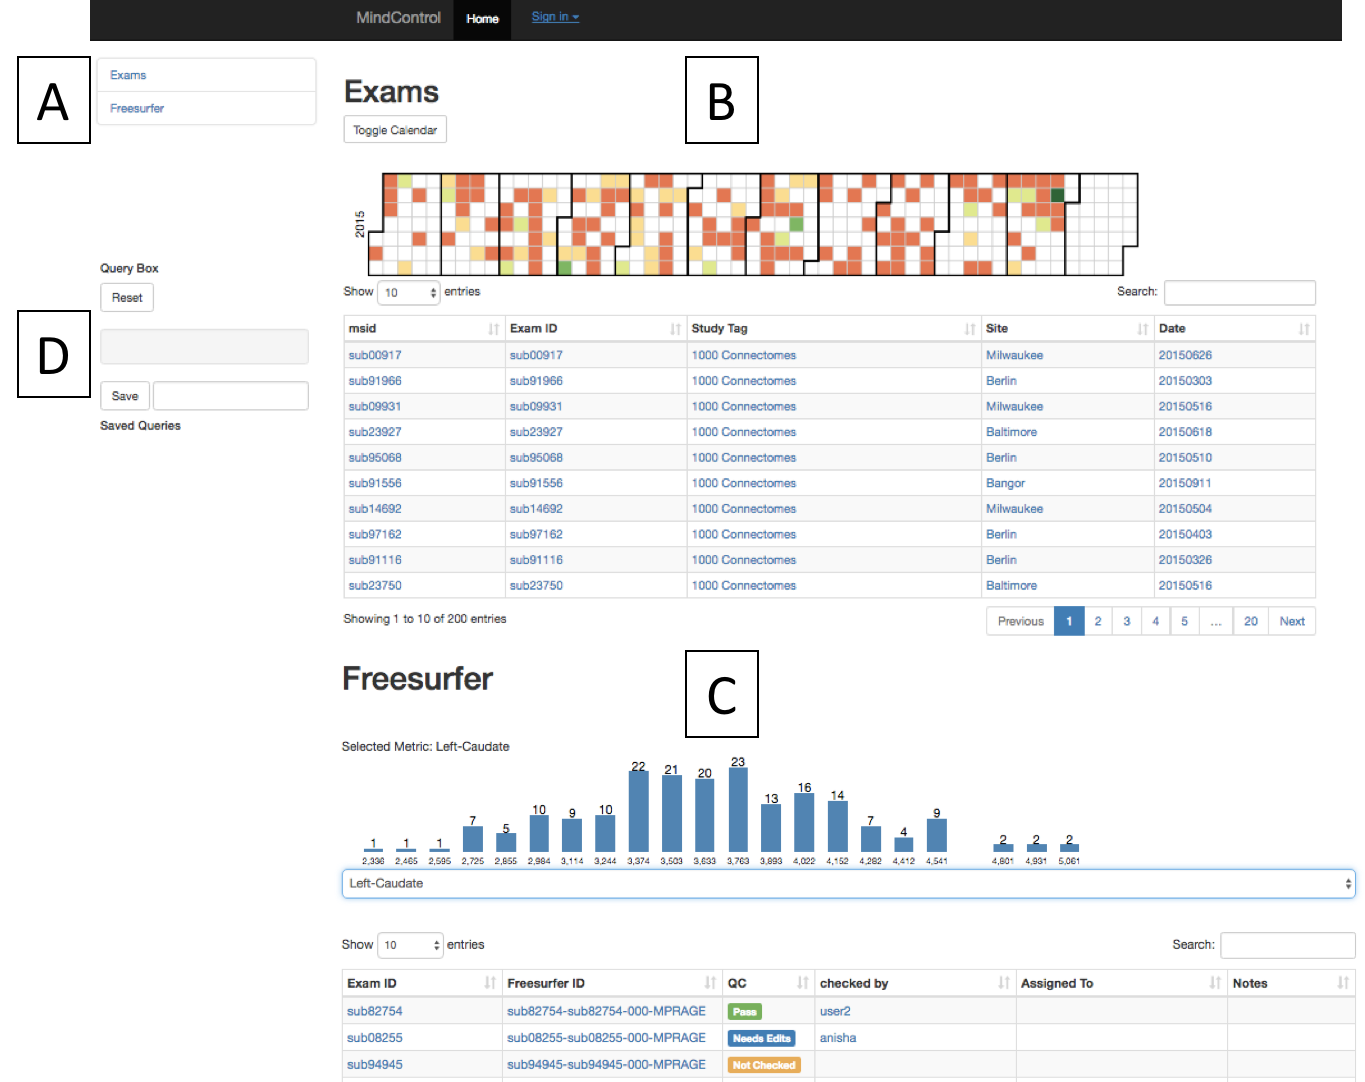 MindControl Home Sign in
A
Exams
Freesurfer
B
Exams
Toggle Calendar
2015
Query Box
Reset
D
Save
Saved Queries
Show 10 entries Search:
msid Exam ID Study Tag Site Date
sub00917 sub00917 1000 Connectomes Milwaukee 20150626
sub91966 sub91966 1000 Connectomes Berlin 20150303
sub09931 sub09931 1000 Connectomes Milwaukee 20150516
sub23927 sub23927 1000 Connectomes Baltimore 20150618
sub95068 sub95068 1000 Connectomes Berlin 20150510
sub91556 sub91556 1000 Connectomes Bangor 20150911
sub14692 sub14692 1000 Connectomes Milwaukee 20150504
sub97162 sub97162 1000 Connectomes Berlin 20150403
sub91116 sub91116 1000 Connectomes Berlin 20150326
sub23750 sub23750 1000 Connectomes Baltimore 20150516
Showing 1 to 10 of 200 entries Previous 1 2 3 4 5 ... 20 Next
Freesurfer
C
Selected Metric: Left-Caudate
1 1 1 7 5 10 9 10 22 21 20 23 13 16 14 7 4 9 2 2 2
2,336 2,465 2,595 2,725 2,855 2,984 3,114 3,244 3,374 3,503 3,633 3,763 3,893 4,022 4,152 4,282 4,412 4,541 4,801 4,931 5,061
Left-Caudate
Show 10 entries Search:
Exam ID Freesurfer ID QC checked by Assigned To Notes
sub82754 sub82754-sub82754-000-MPRAGE Pass user2
sub08255 sub08255-sub08255-000-MPRAGE Needs Edits anisha
sub94945 sub94945-sub94945-000-MPRAGE Not Checked